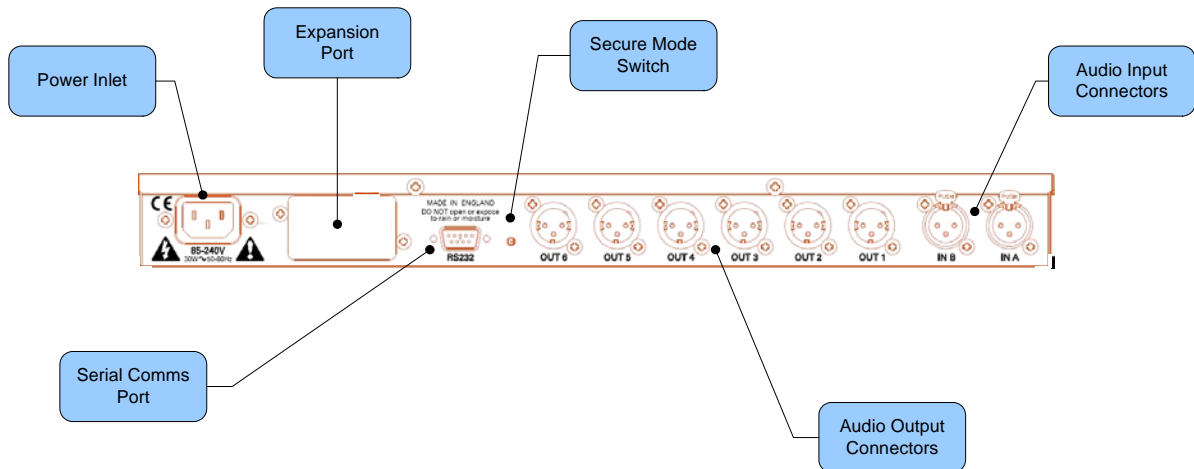 Expansion
Port
Secure Mode
Switch
Power Inlet
Audio Input
Connectors
CE
MADE IN ENGLAND
DO NOT open or expose
to rain or moisture
PUSH
PUSH
85-240V
30W~50-60Hz
RS232
OUT 6
OUT 5
OUT 4
OUT 3
OUT 2
OUT 1
IN B
IN A
Serial Comms
Port
Audio Output
Connectors